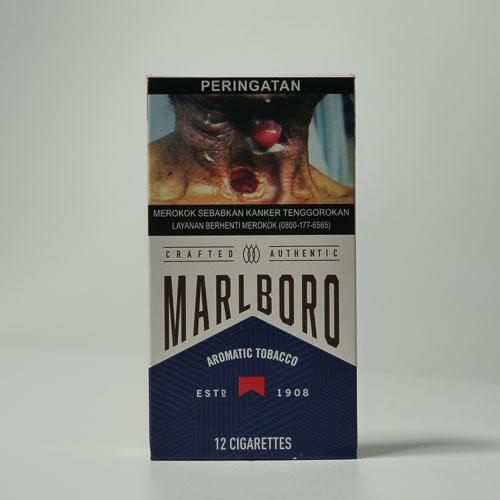 PERINGATAN
MEROKOK SEBABKAN KANKER TENGGOROKAN
LAYANAN BERHENTI MEROKOK (0800-177-6565)
CRAFTED AUTHENTIC
MARLBORO
AROMATIC TOBACCO
ESTD 1908
12 CIGARETTES